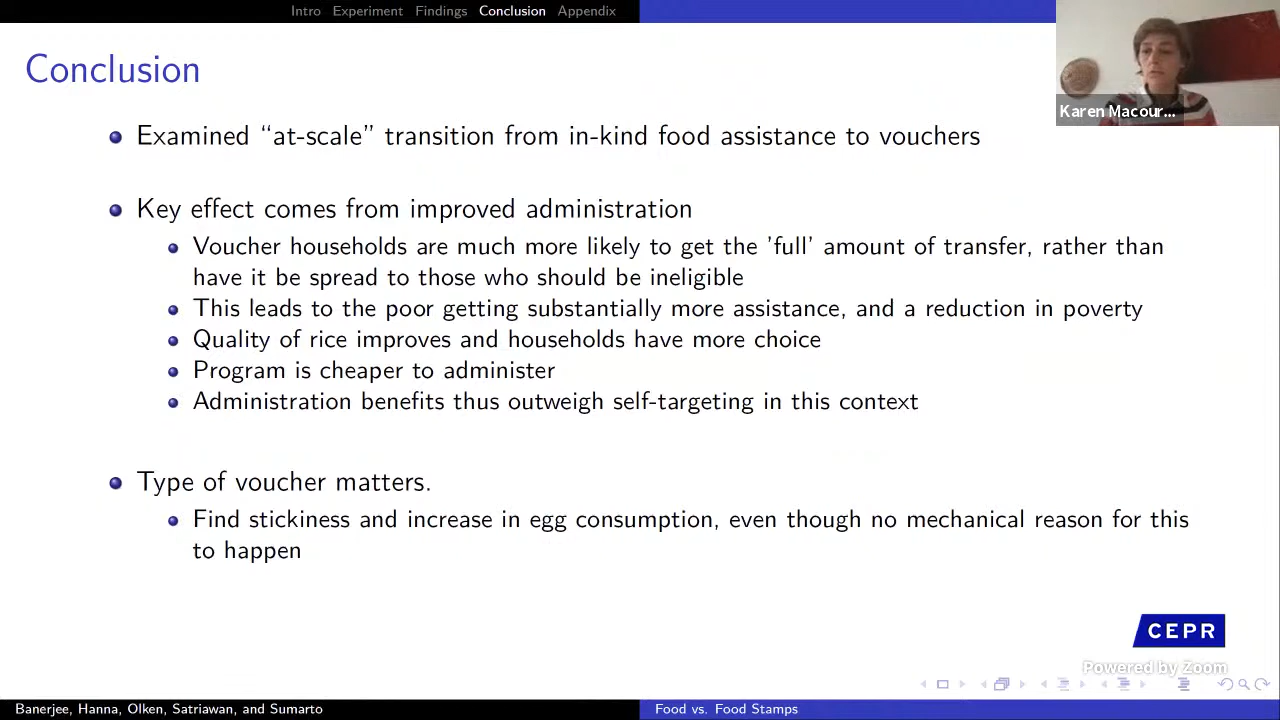 Intro Experiment Findings Conclusion Appendix
Conclusion
Karen Macour...
Examined “at-scale” transition from in-kind food assistance to vouchers
Key effect comes from improved administration
Voucher households are much more likely to get the 'full' amount of transfer, rather than
have it be spread to those who should be ineligible
This leads to the poor getting substantially more assistance, and a reduction in poverty
Quality of rice improves and households have more choice
Program is cheaper to administer
Administration benefits thus outweigh self-targeting in this context
Type of voucher matters.
Find stickiness and increase in egg consumption, even though no mechanical reason for this
to happen
CEPR
Powered by Zoom
Banerjee, Hanna, Olken, Satriawan, and Sumarto
Food vs. Food Stamps